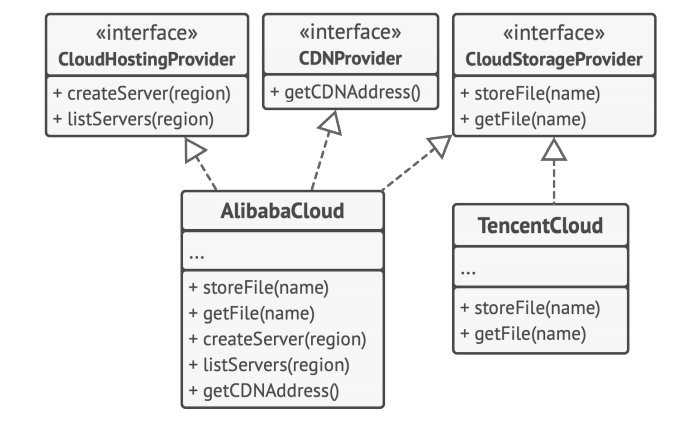 «interface»
CloudHostingProvider
+ createServer(region)
+ listServers(region)
«interface»
CDNProvider
+ getCDNAddress()
«interface»
CloudStorageProvider
+ storeFile(name)
+ getFile(name)
AlibabaCloud
...
+ storeFile(name)
+ getFile(name)
+ createServer(region)
+ listServers(region)
+ getCDNAddress()
TencentCloud
...
+ storeFile(name)
+ getFile(name)